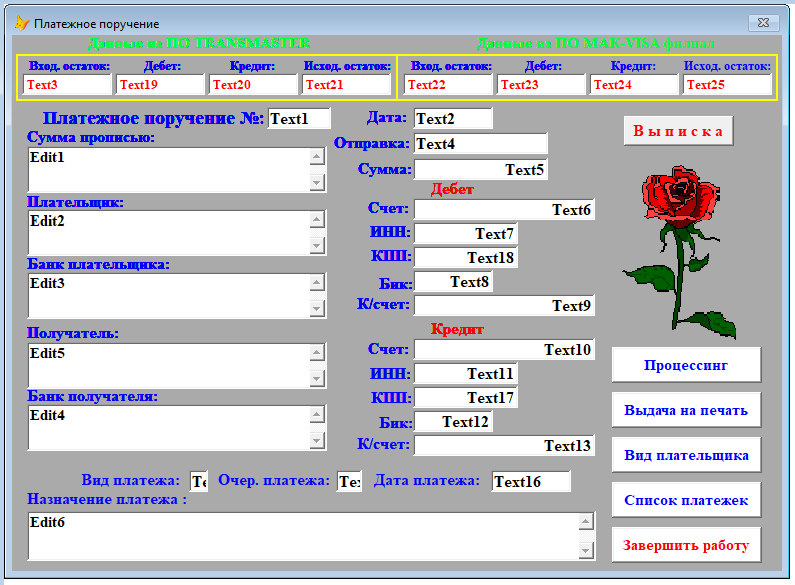 Платежное поручение
Данные из ПО TRANSMASTER
Данные из ПО MAK-VISA филиал
Вход. остаток: Дебет: Кредит: Исход. остаток:
Text3 Text19 Text20 Text21
Вход. остаток: Дебет: Кредит: Исход. остаток:
Text22 Text23 Text24 Text25
Платежное поручение №: Text1
Дата: Text2
Выписка
Сумма прописью:
Edit1
Отправка: Text4
Сумма: Text5
Плательщик:
Edit2
Банк плательщика:
Edit3
Получатель:
Edit5
Банк получателя:
Edit4
Дебет
Счет: Text6
ИНН: Text7
КПП: Text18
Бик: Text8
К/счет: Text9
Кредит
Счет: Text10
ИНН: Text11
КПП: Text17
Бик: Text12
К/счет: Text13
Процессинг
Выдача на печать
Вид плательщика
Список платежек
Завершить работу
Вид платежа: Te Очер. платежа: Te Дата платежа: Text16
Назначение платежа :
Edit6